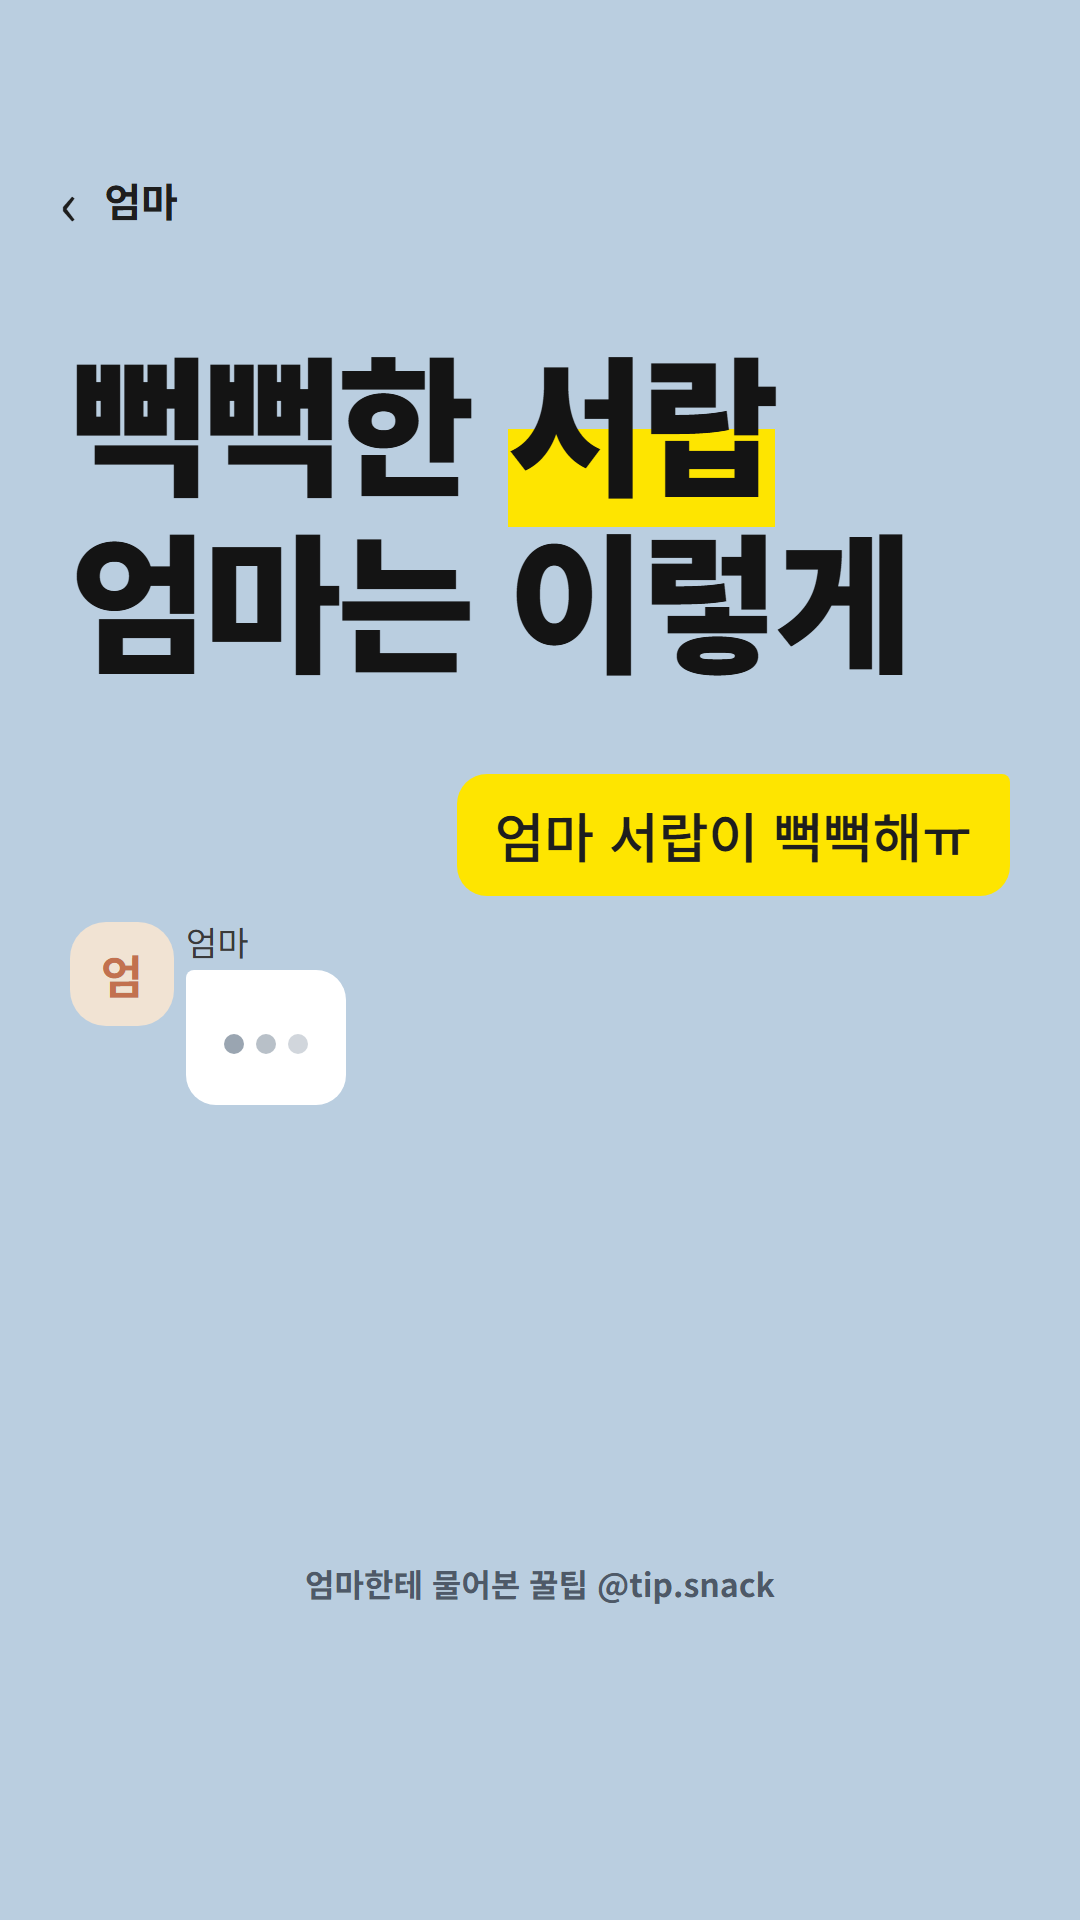 ‹ 엄마
뻑뻑한 서랍
엄마는 이렇게
엄마 서랍이 뻑뻑해ㅠ
엄마
엄
엄마한테 물어본 꿀팁 @tip.snack